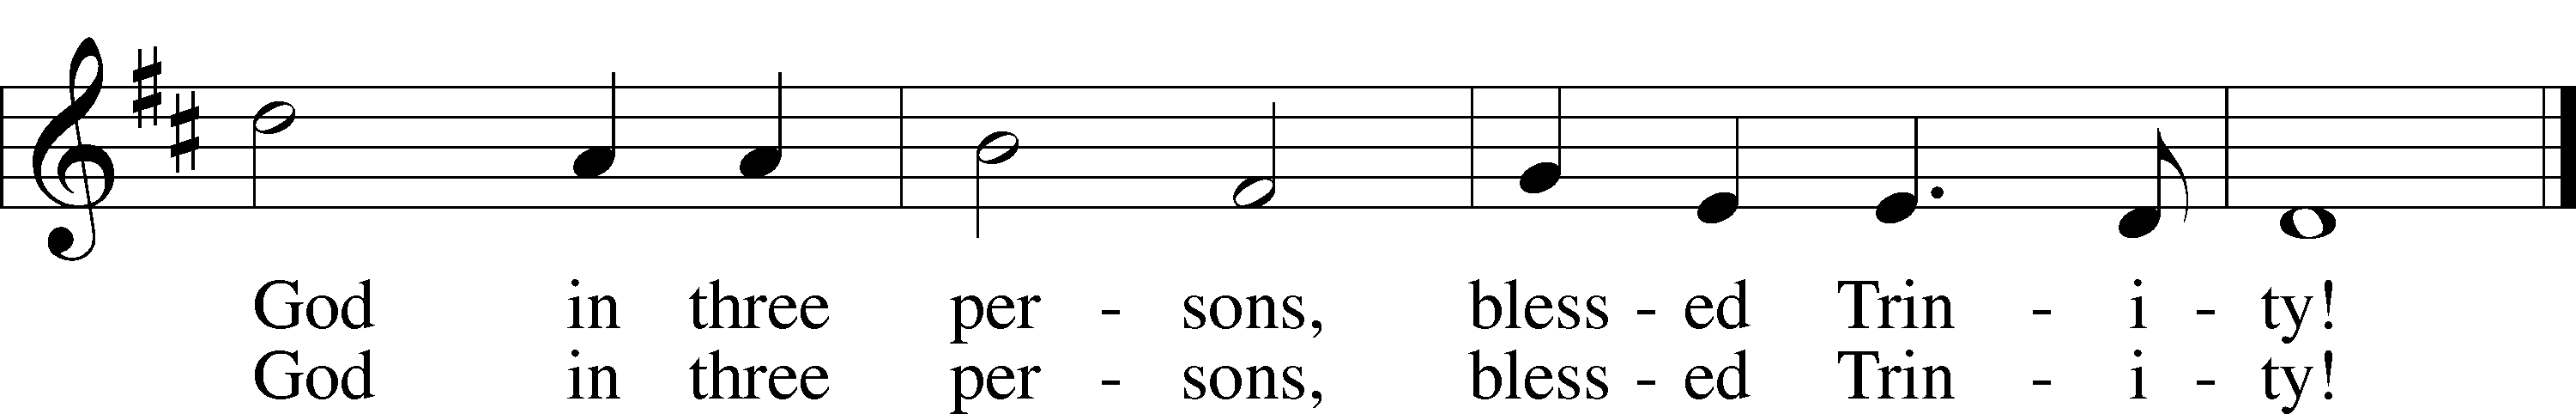 God in three per - sons, bless - ed Trin - i - ty!
God in three per - sons, bless - ed Trin - i - ty!